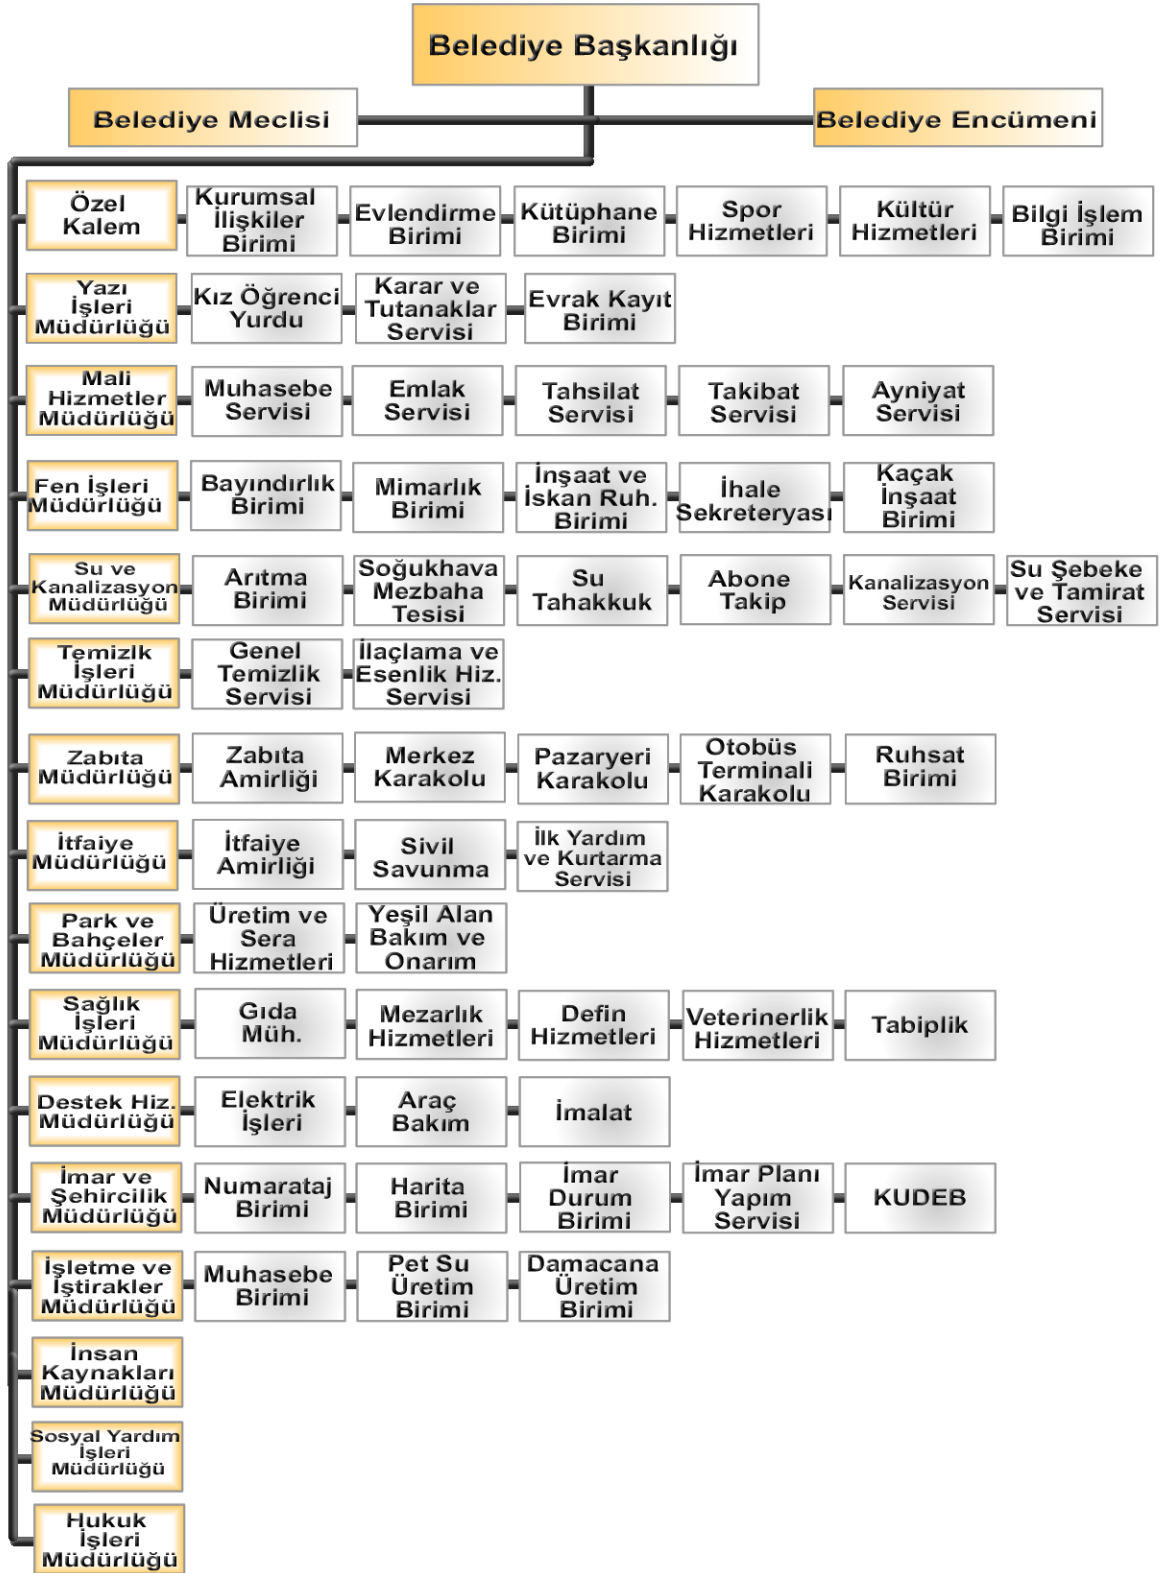 Belediye Başkanlığı
Belediye Meclisi
Belediye Encümeni
Özel
Kalem
Kurumsal
İlişkiler
Birimi
Evlendirme
Birimi
Kütüphane
Birimi
Spor
Hizmetleri
Kültür
Hizmetleri
Bilgi İşlem
Birimi
Yazı
İşleri
Müdürlüğü
Kız Öğrenci
Yurdu
Karar ve
Tutanaklar
Servisi
Evrak Kayıt
Birimi
Mali
Hizmetler
Müdürlüğü
Muhasebe
Servisi
Emlak
Servisi
Tahsilat
Servisi
Takibat
Servisi
Ayniyat
Servisi
Fen İşleri
Müdürlüğü
Bayındırlık
Birimi
Mimarlık
Birimi
İnşaat ve
İskan Ruh.
Birimi
İhale
Sekreteryası
Kaçak
İnşaat
Birimi
Su ve
Kanalizasyon
Müdürlüğü
Arıtma
Birimi
Soğukhava
Mezbaha
Tesisi
Su
Tahakkuk
Abone
Takip
Kanalizasyon
Servisi
Su Şebeke
ve Tamirat
Servisi
Temizlk
İşleri
Müdürlüğü
Genel
Temizlik
Servisi
İlaçlama ve
Esenlik Hiz.
Servisi
Zabıta
Müdürlüğü
Zabıta
Amirliği
Merkez
Karakolu
Pazaryeri
Karakolu
Otobüs
Terminali
Karakolu
Ruhsat
Birimi
İtfaiye
Müdürlüğü
İtfaiye
Amirliği
Sivil
Savunma
İlk Yardım
ve Kurtarma
Servisi
Park ve
Bahçeler
Müdürlüğü
Üretim ve
Sera
Hizmetleri
Yeşil Alan
Bakım ve
Onarım
Sağlık
İşleri
Müdürlüğü
Gıda
Müh.
Mezarlık
Hizmetleri
Defin
Hizmetleri
Veterinerlik
Hizmetleri
Tabiplik
Destek Hiz.
Müdürlüğü
Elektrik
İşleri
Araç
Bakım
İmalat
İmar ve
Şehircilik
Müdürlüğü
Numarataj
Birimi
Harita
Birimi
İmar
Durum
Birimi
İmar Planı
Yapım
Servisi
KUDEB
İşletme ve
İştirakler
Müdürlüğü
Muhasebe
Birimi
Pet Su
Üretim
Birimi
Damacana
Üretim
Birimi
İnsan
Kaynakları
Müdürlüğü
Sosyal Yardım
İşleri
Müdürlüğü
Hukuk
İşleri
Müdürlüğü